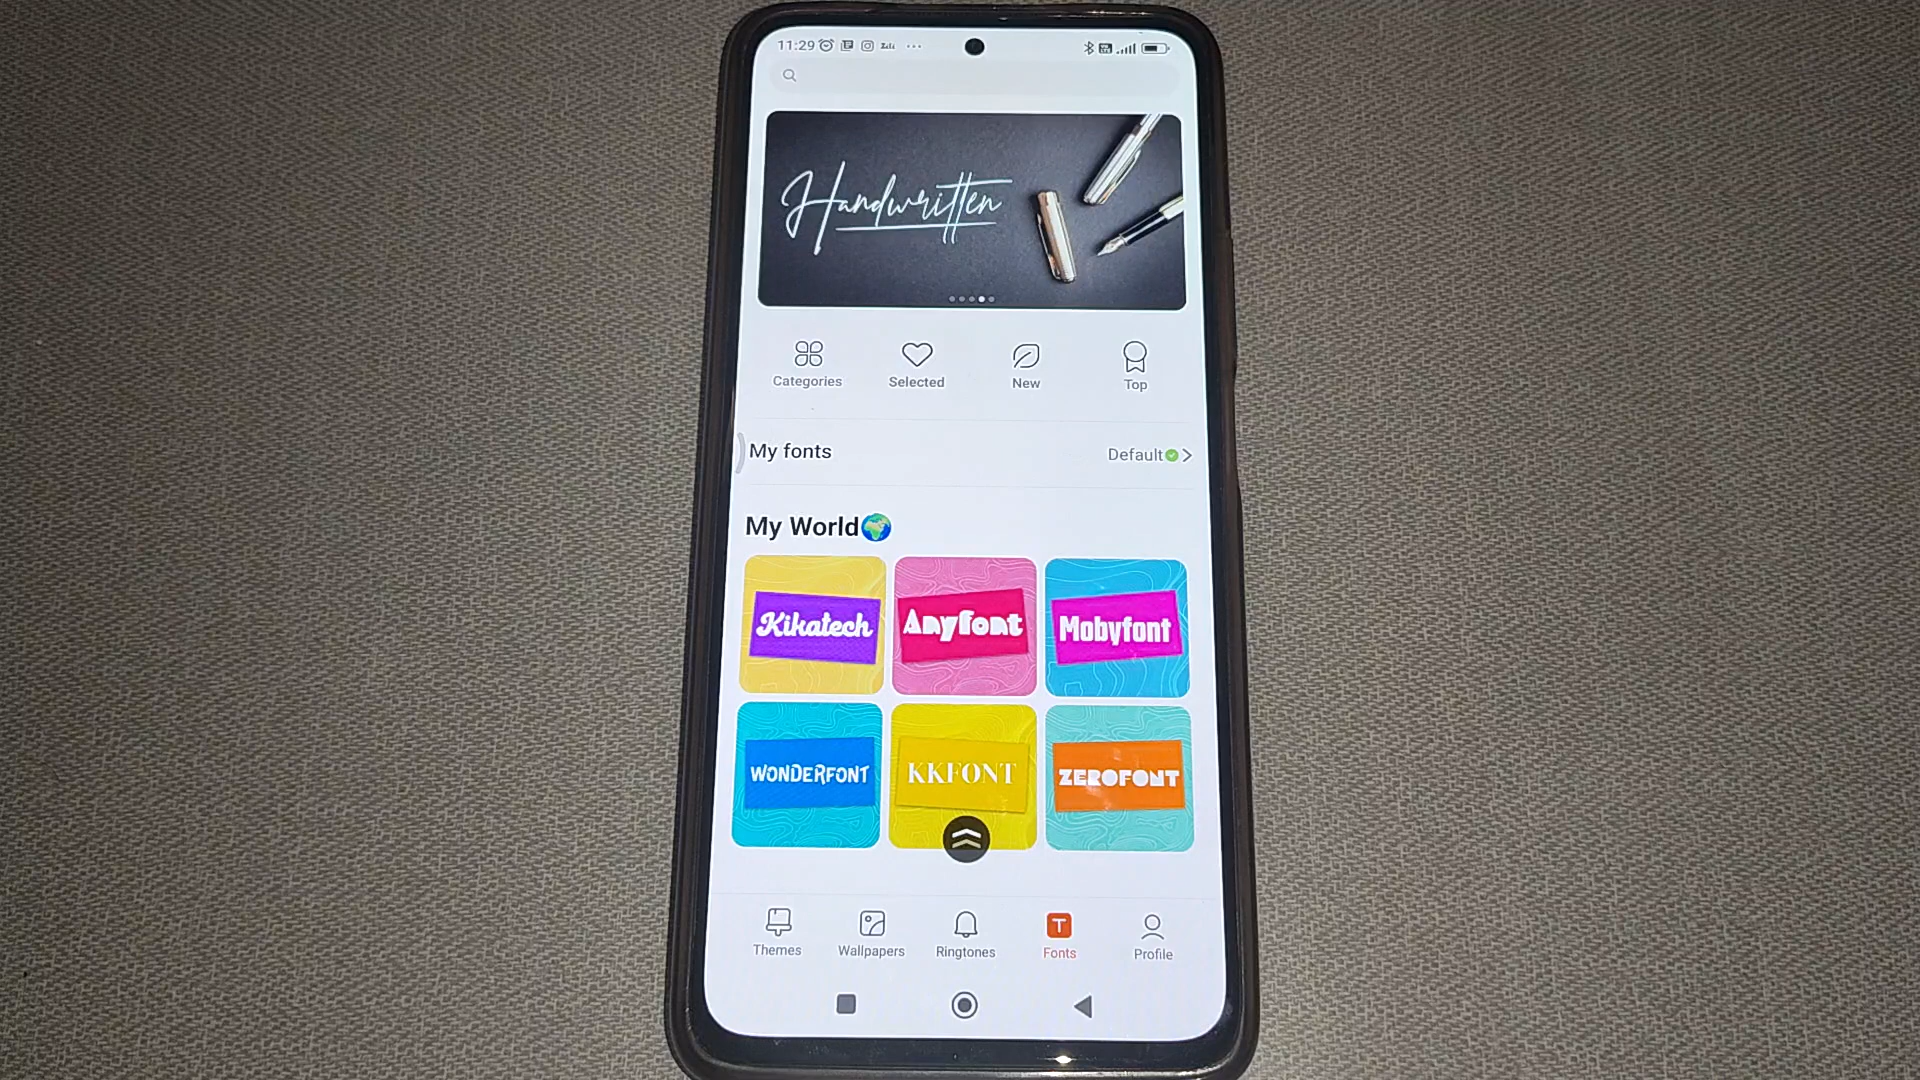 11:29
Handwritten
Categories Selected New Top
My fonts Default
My World
Kikatech Anyfont Mobyfont
WONDERFONT KKFONT ZEROFONT
Themes Wallpapers Ringtones Fonts Profile